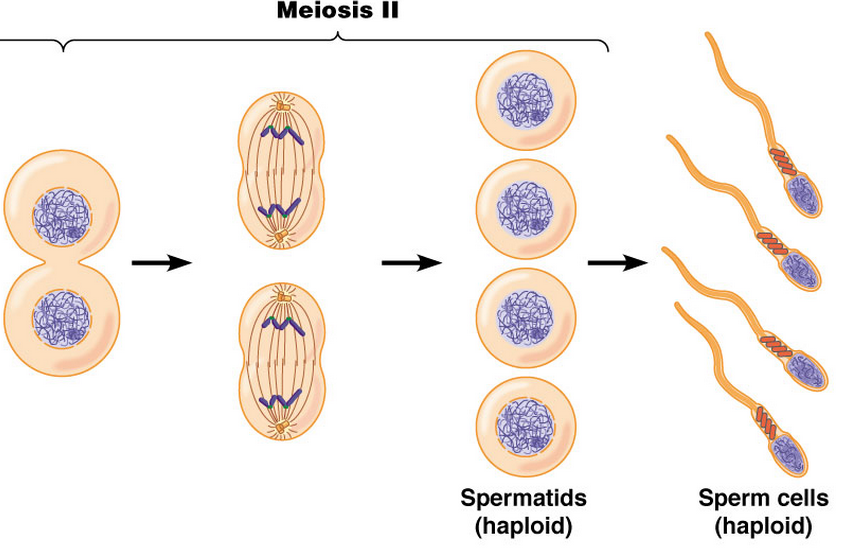 Meiosis II
Spermatids
(haploid)
Sperm cells
(haploid)